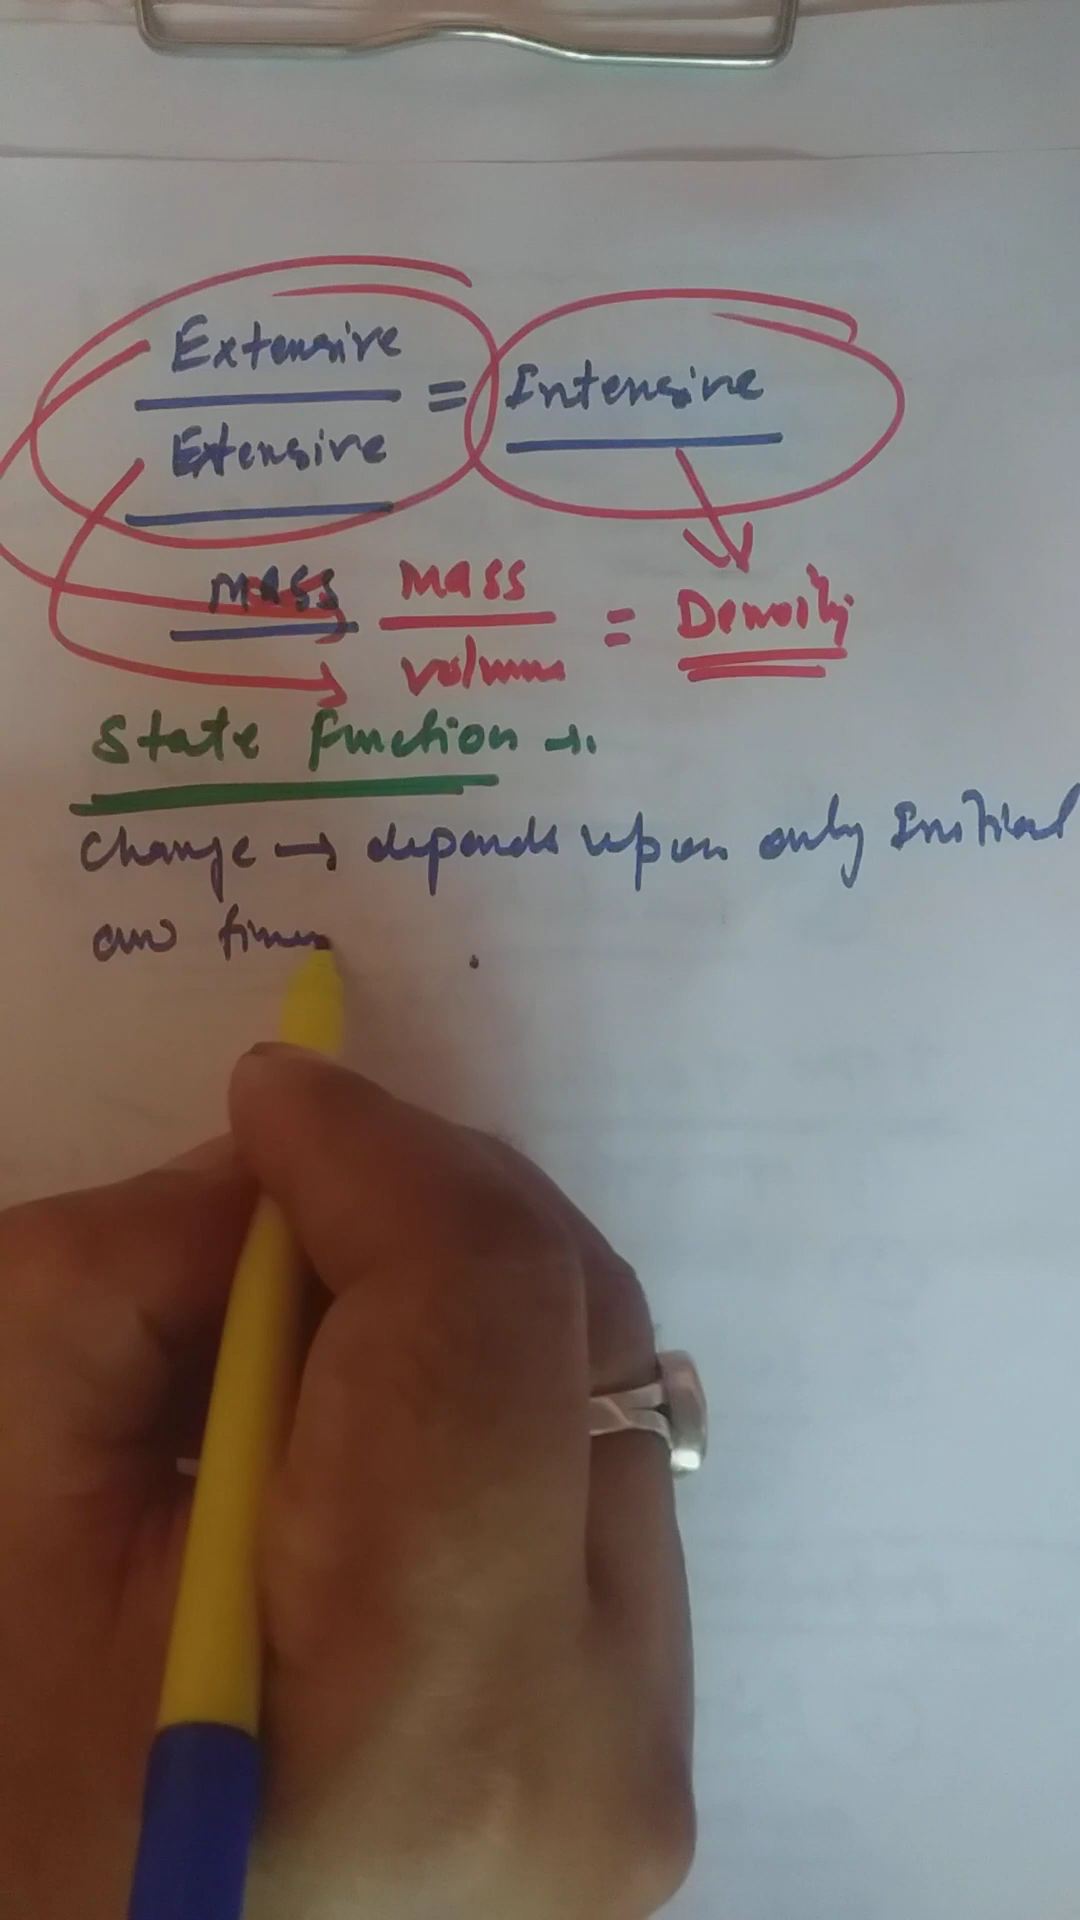 Extensive
Extensive
= Intensive
mass
mass
volume
= Density
State function →
Change → depends upon only Initial
and